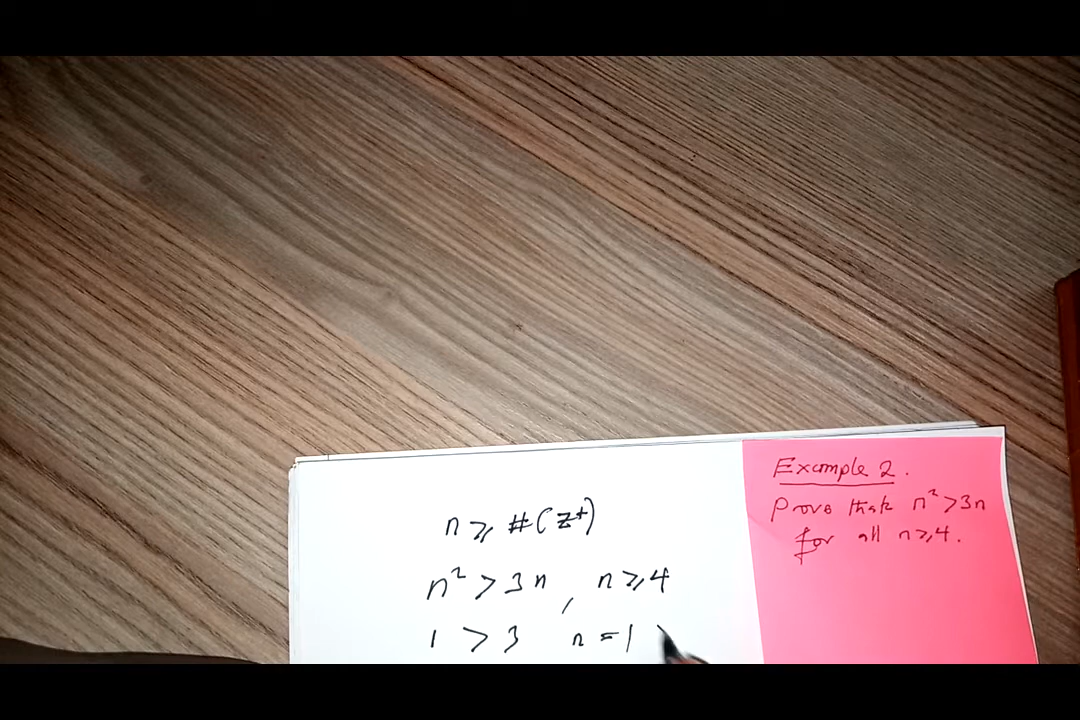 n ⩾ #(Z+)
n² > 3n , n ⩾ 4
1 > 3 n = 1
Example 2.
Prove that n² > 3n
for all n ⩾ 4.